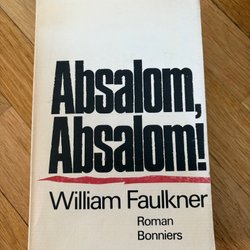 Absalom,
Absalom!
William Faulkner
Roman
Bonniers